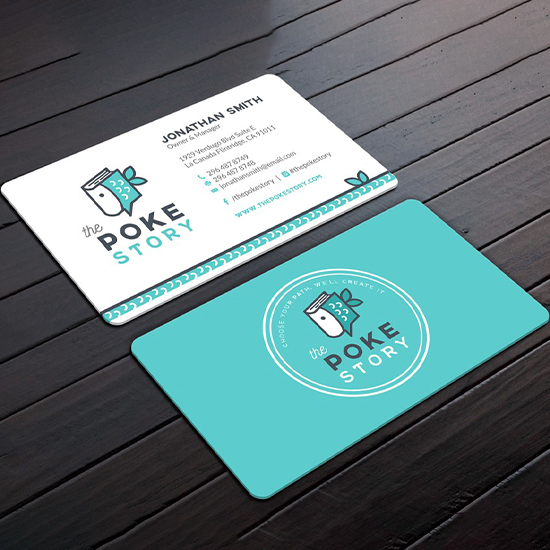 JONATHAN SMITH
Owner & Manager
1929 Verdugo Blvd Suite E
La Canada Flintridge, CA 91011
296 487 8749
296 487 8748
jonathansmith@email.com
/thepokestory | @thepokestory
WWW.THEPOKESTORY.COM
the
POKE
STORY
CHOOSE YOUR PATH, WE'LL CREATE IT
the
POKE
STORY